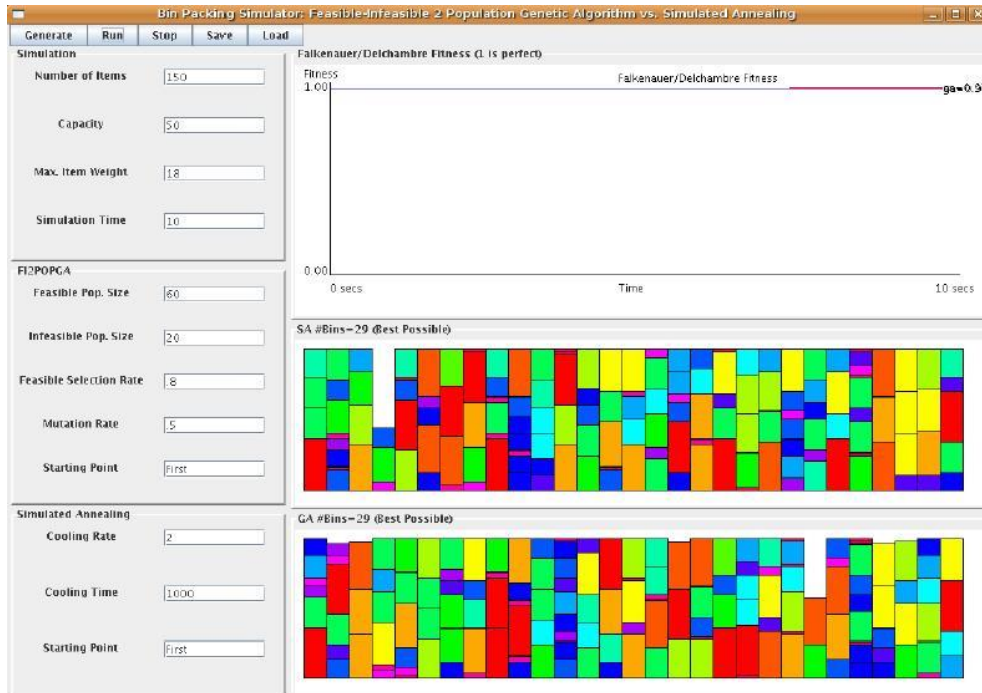 Bin Packing Simulator: Feasible-Infeasible 2 Population Genetic Algorithm vs. Simulated Annealing
Generate Run Stop Save Load
Simulation
Number of Items 150
Capacity 50
Max. Item Weight 18
Simulation Time 10
FI2POPGA
Feasible Pop. Size 60
Infeasible Pop. Size 20
Feasible Selection Rate .8
Mutation Rate .5
Starting Point First
Simulated Annealing
Cooling Rate 2
Cooling Time 1000
Starting Point First
Falkenauer/Delchambre Fitness (1 is perfect)
Fitness
Falkenauer/Delchambre Fitness
1.00
ga=0.9
0.00
0 secs Time 10 secs
SA #Bins=29 (Best Possible)
GA #Bins=29 (Best Possible)